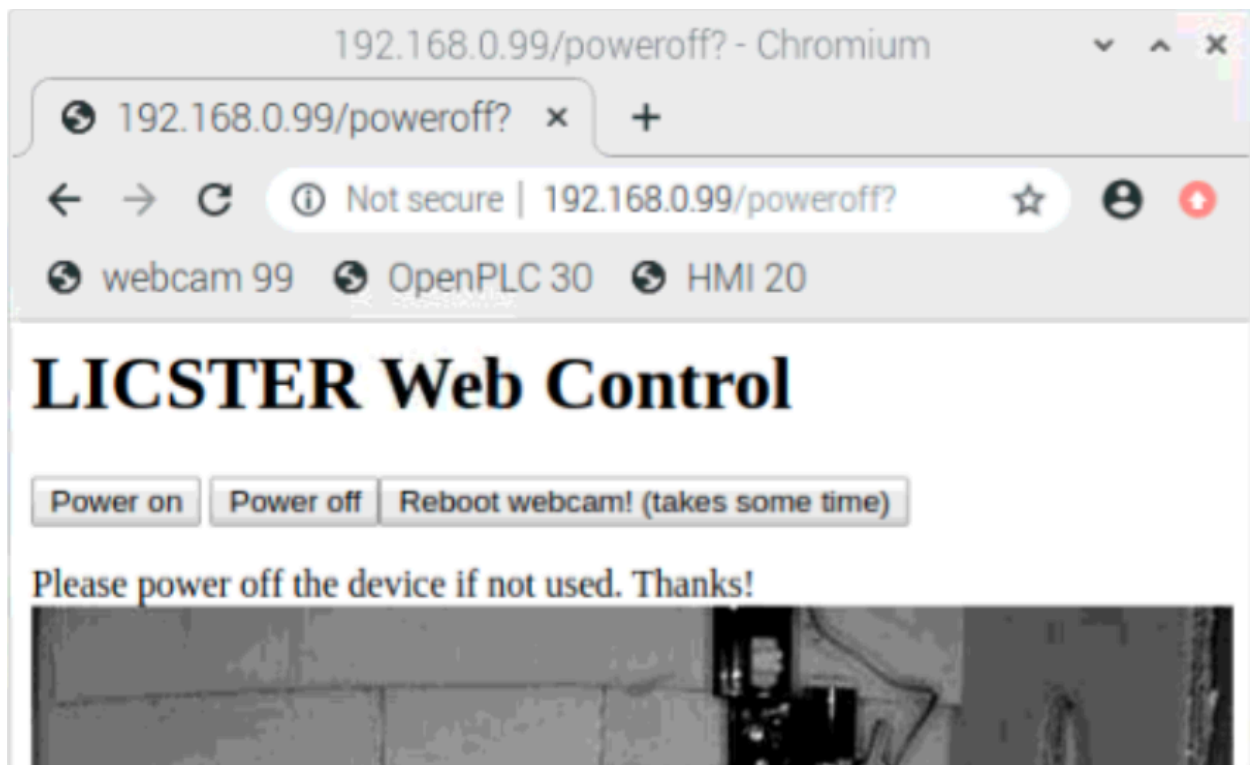 192.168.0.99/poweroff? - Chromium
192.168.0.99/poweroff?
Not secure | 192.168.0.99/poweroff?
webcam 99 OpenPLC 30 HMI 20
LICSTER Web Control
Power on Power off Reboot webcam! (takes some time)
Please power off the device if not used. Thanks!